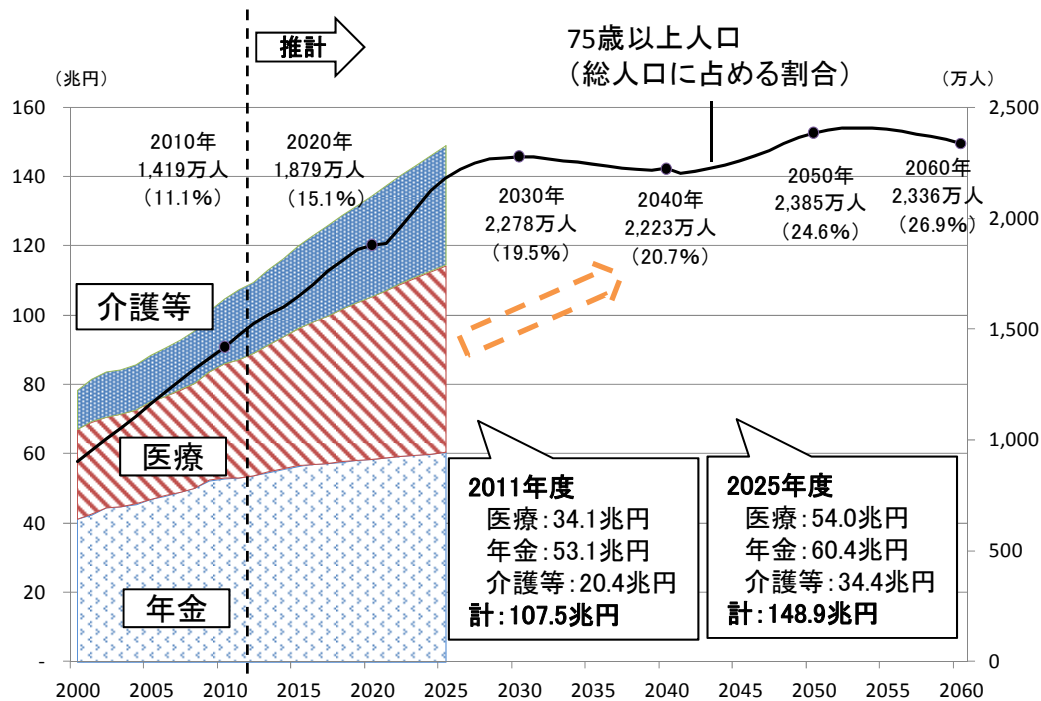 推計
75歳以上人口
（総人口に占める割合）
（兆円）
（万人）
160
140
120
100
80
60
40
20
-
2,500
2,000
1,500
1,000
500
0
2010年
1,419万人
（11.1%）
2020年
1,879万人
（15.1%）
2030年
2,278万人
（19.5%）
2040年
2,223万人
（20.7%）
2050年
2,385万人
（24.6%）
2060年
2,336万人
（26.9%）
介護等
医療
年金
2011年度
医療：34.1兆円
年金：53.1兆円
介護等：20.4兆円
計：107.5兆円
2025年度
医療：54.0兆円
年金：60.4兆円
介護等：34.4兆円
計：148.9兆円
2000 2005 2010 2015 2020 2025 2030 2035 2040 2045 2050 2055 2060